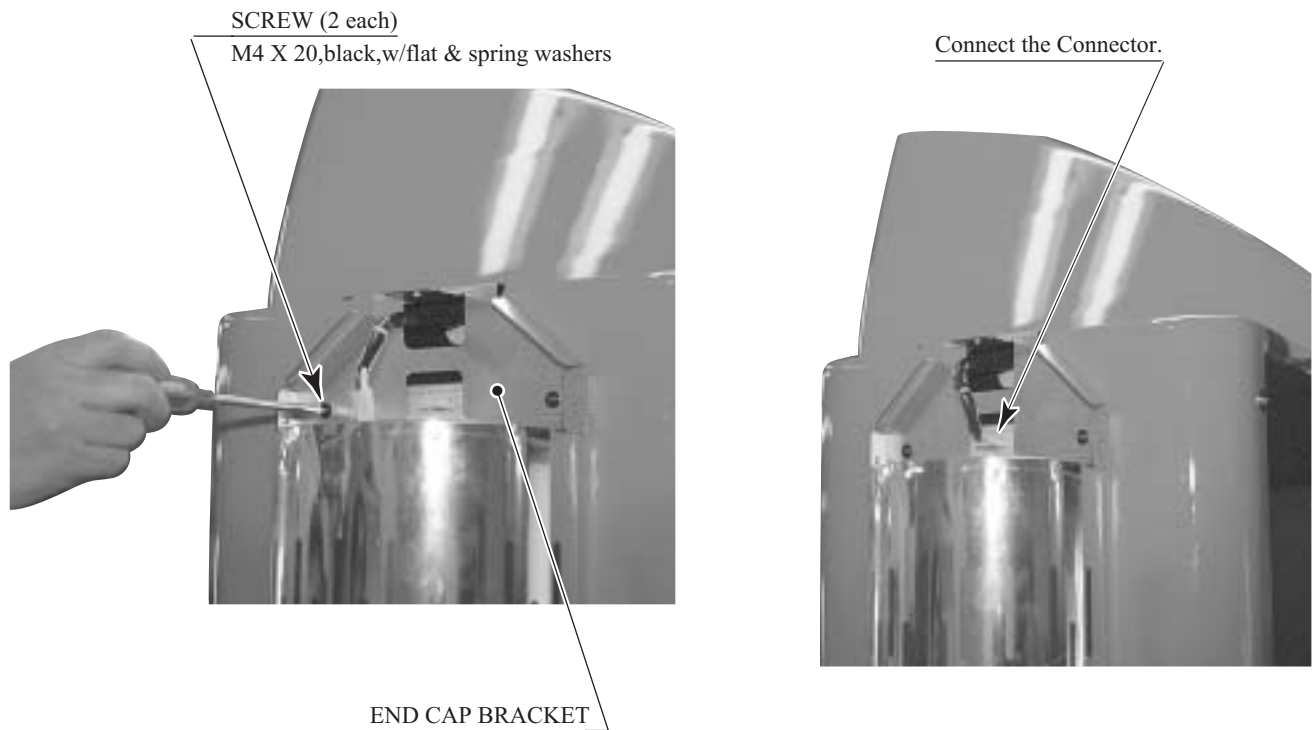 SCREW (2 each)
M4 X 20,black,w/flat & spring washers
Connect the Connector.
END CAP BRACKET